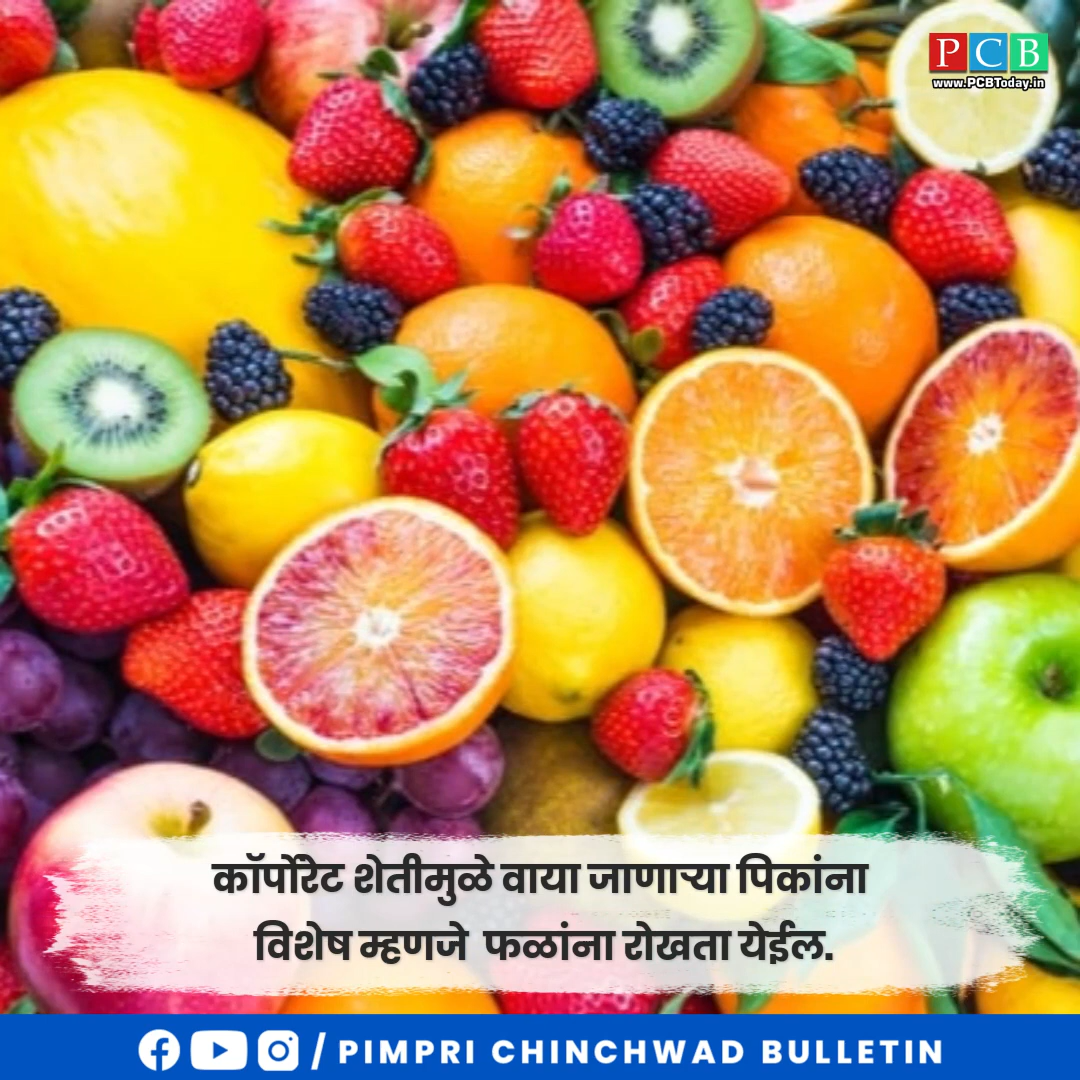 PCB
www.PCBToday.in
कॉर्पोरेट शेतीमुळे वाया जाणाऱ्या पिकांना
विशेष म्हणजे फळांना रोखता येईल.
/ PIMPRI CHINCHWAD BULLETIN